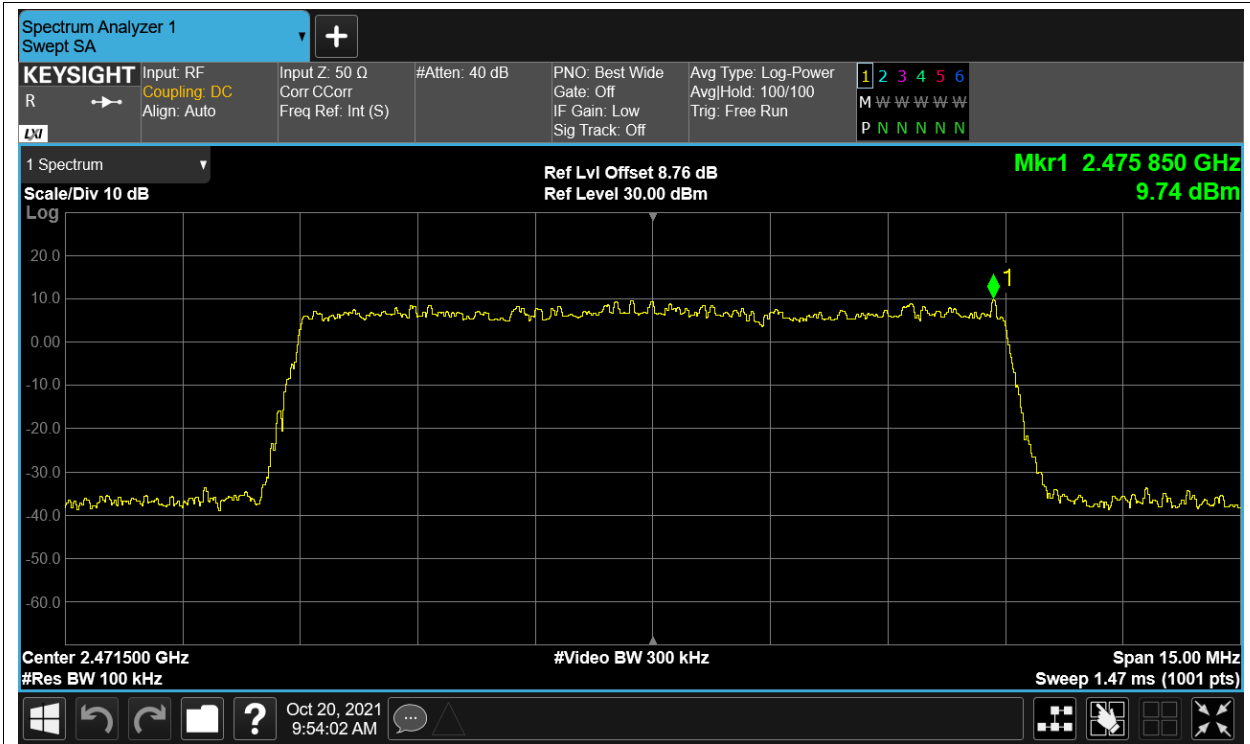 Spectrum Analyzer 1
Swept SA
KEYSIGHT
R
LXI
Input: RF
Coupling: DC
Align: Auto
Input Z: 50 Ω
Corr CCorr
Freq Ref: Int (S)
#Atten: 40 dB
PNO: Best Wide
Gate: Off
IF Gain: Low
Sig Track: Off
Avg Type: Log-Power
Avg|Hold: 100/100
Trig: Free Run
1 2 3 4 5 6
M W W W W W
P N N N N N
1 Spectrum
Scale/Div 10 dB
Log
Ref Lvl Offset 8.76 dB
Ref Level 30.00 dBm
Mkr1 2.475 850 GHz
9.74 dBm
1
20.0
10.0
0.00
-10.0
-20.0
-30.0
-40.0
-50.0
-60.0
Center 2.471500 GHz
#Res BW 100 kHz
#Video BW 300 kHz
Span 15.00 MHz
Sweep 1.47 ms (1001 pts)
?
Oct 20, 2021
9:54:02 AM